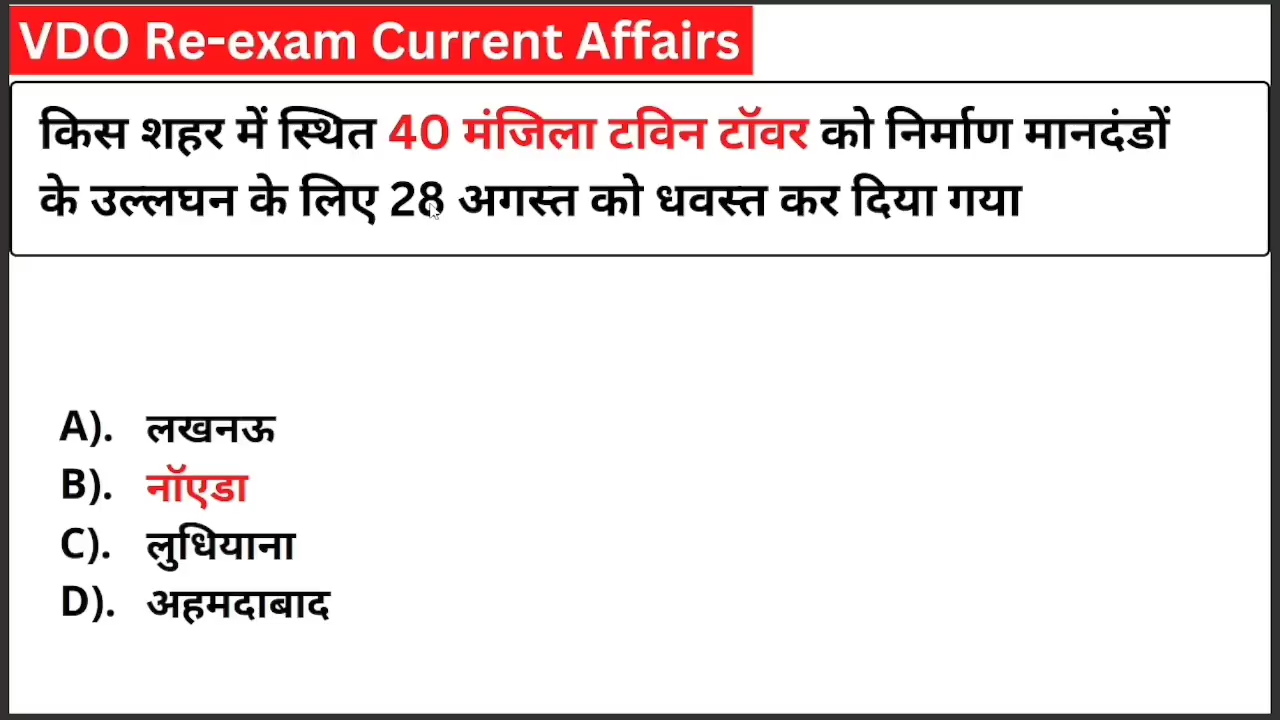 VDO Re-exam Current Affairs
किस शहर में स्थित 40 मंजिला टविन टॉवर को निर्माण मानदंडों
के उल्लघन के लिए 28 अगस्त को धवस्त कर दिया गया
A). लखनऊ
B). नॉएडा
C). लुधियाना
D). अहमदाबाद